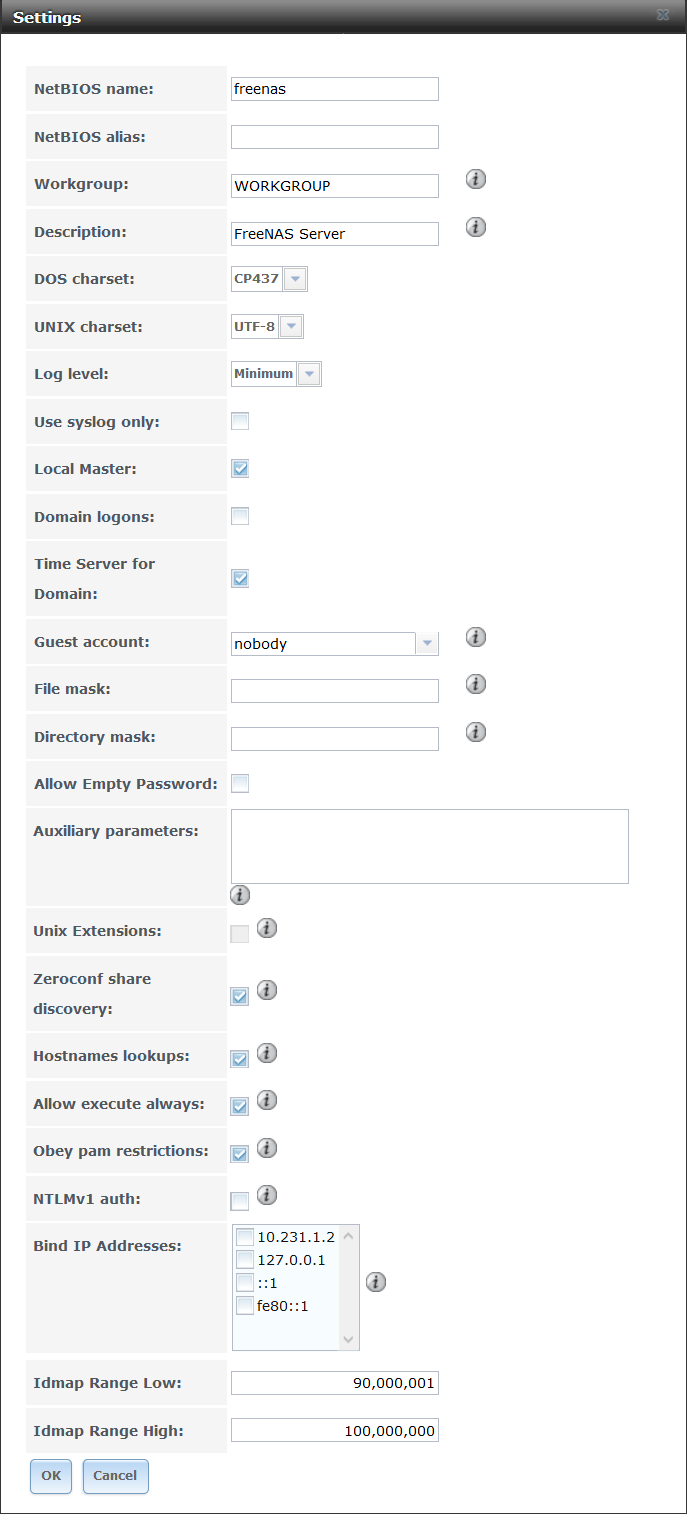 Settings
NetBIOS name: freenas
NetBIOS alias:
Workgroup: WORKGROUP
Description: FreeNAS Server
DOS charset: CP437
UNIX charset: UTF-8
Log level: Minimum
Use syslog only:
Local Master:
Domain logons:
Time Server for
Domain:
Guest account: nobody
File mask:
Directory mask:
Allow Empty Password:
Auxiliary parameters:
Unix Extensions:
Zeroconf share
discovery:
Hostnames lookups:
Allow execute always:
Obey pam restrictions:
NTLMv1 auth:
Bind IP Addresses: 10.231.1.2
127.0.0.1
::1
fe80::1
Idmap Range Low: 90,000,001
Idmap Range High: 100,000,000
OK Cancel